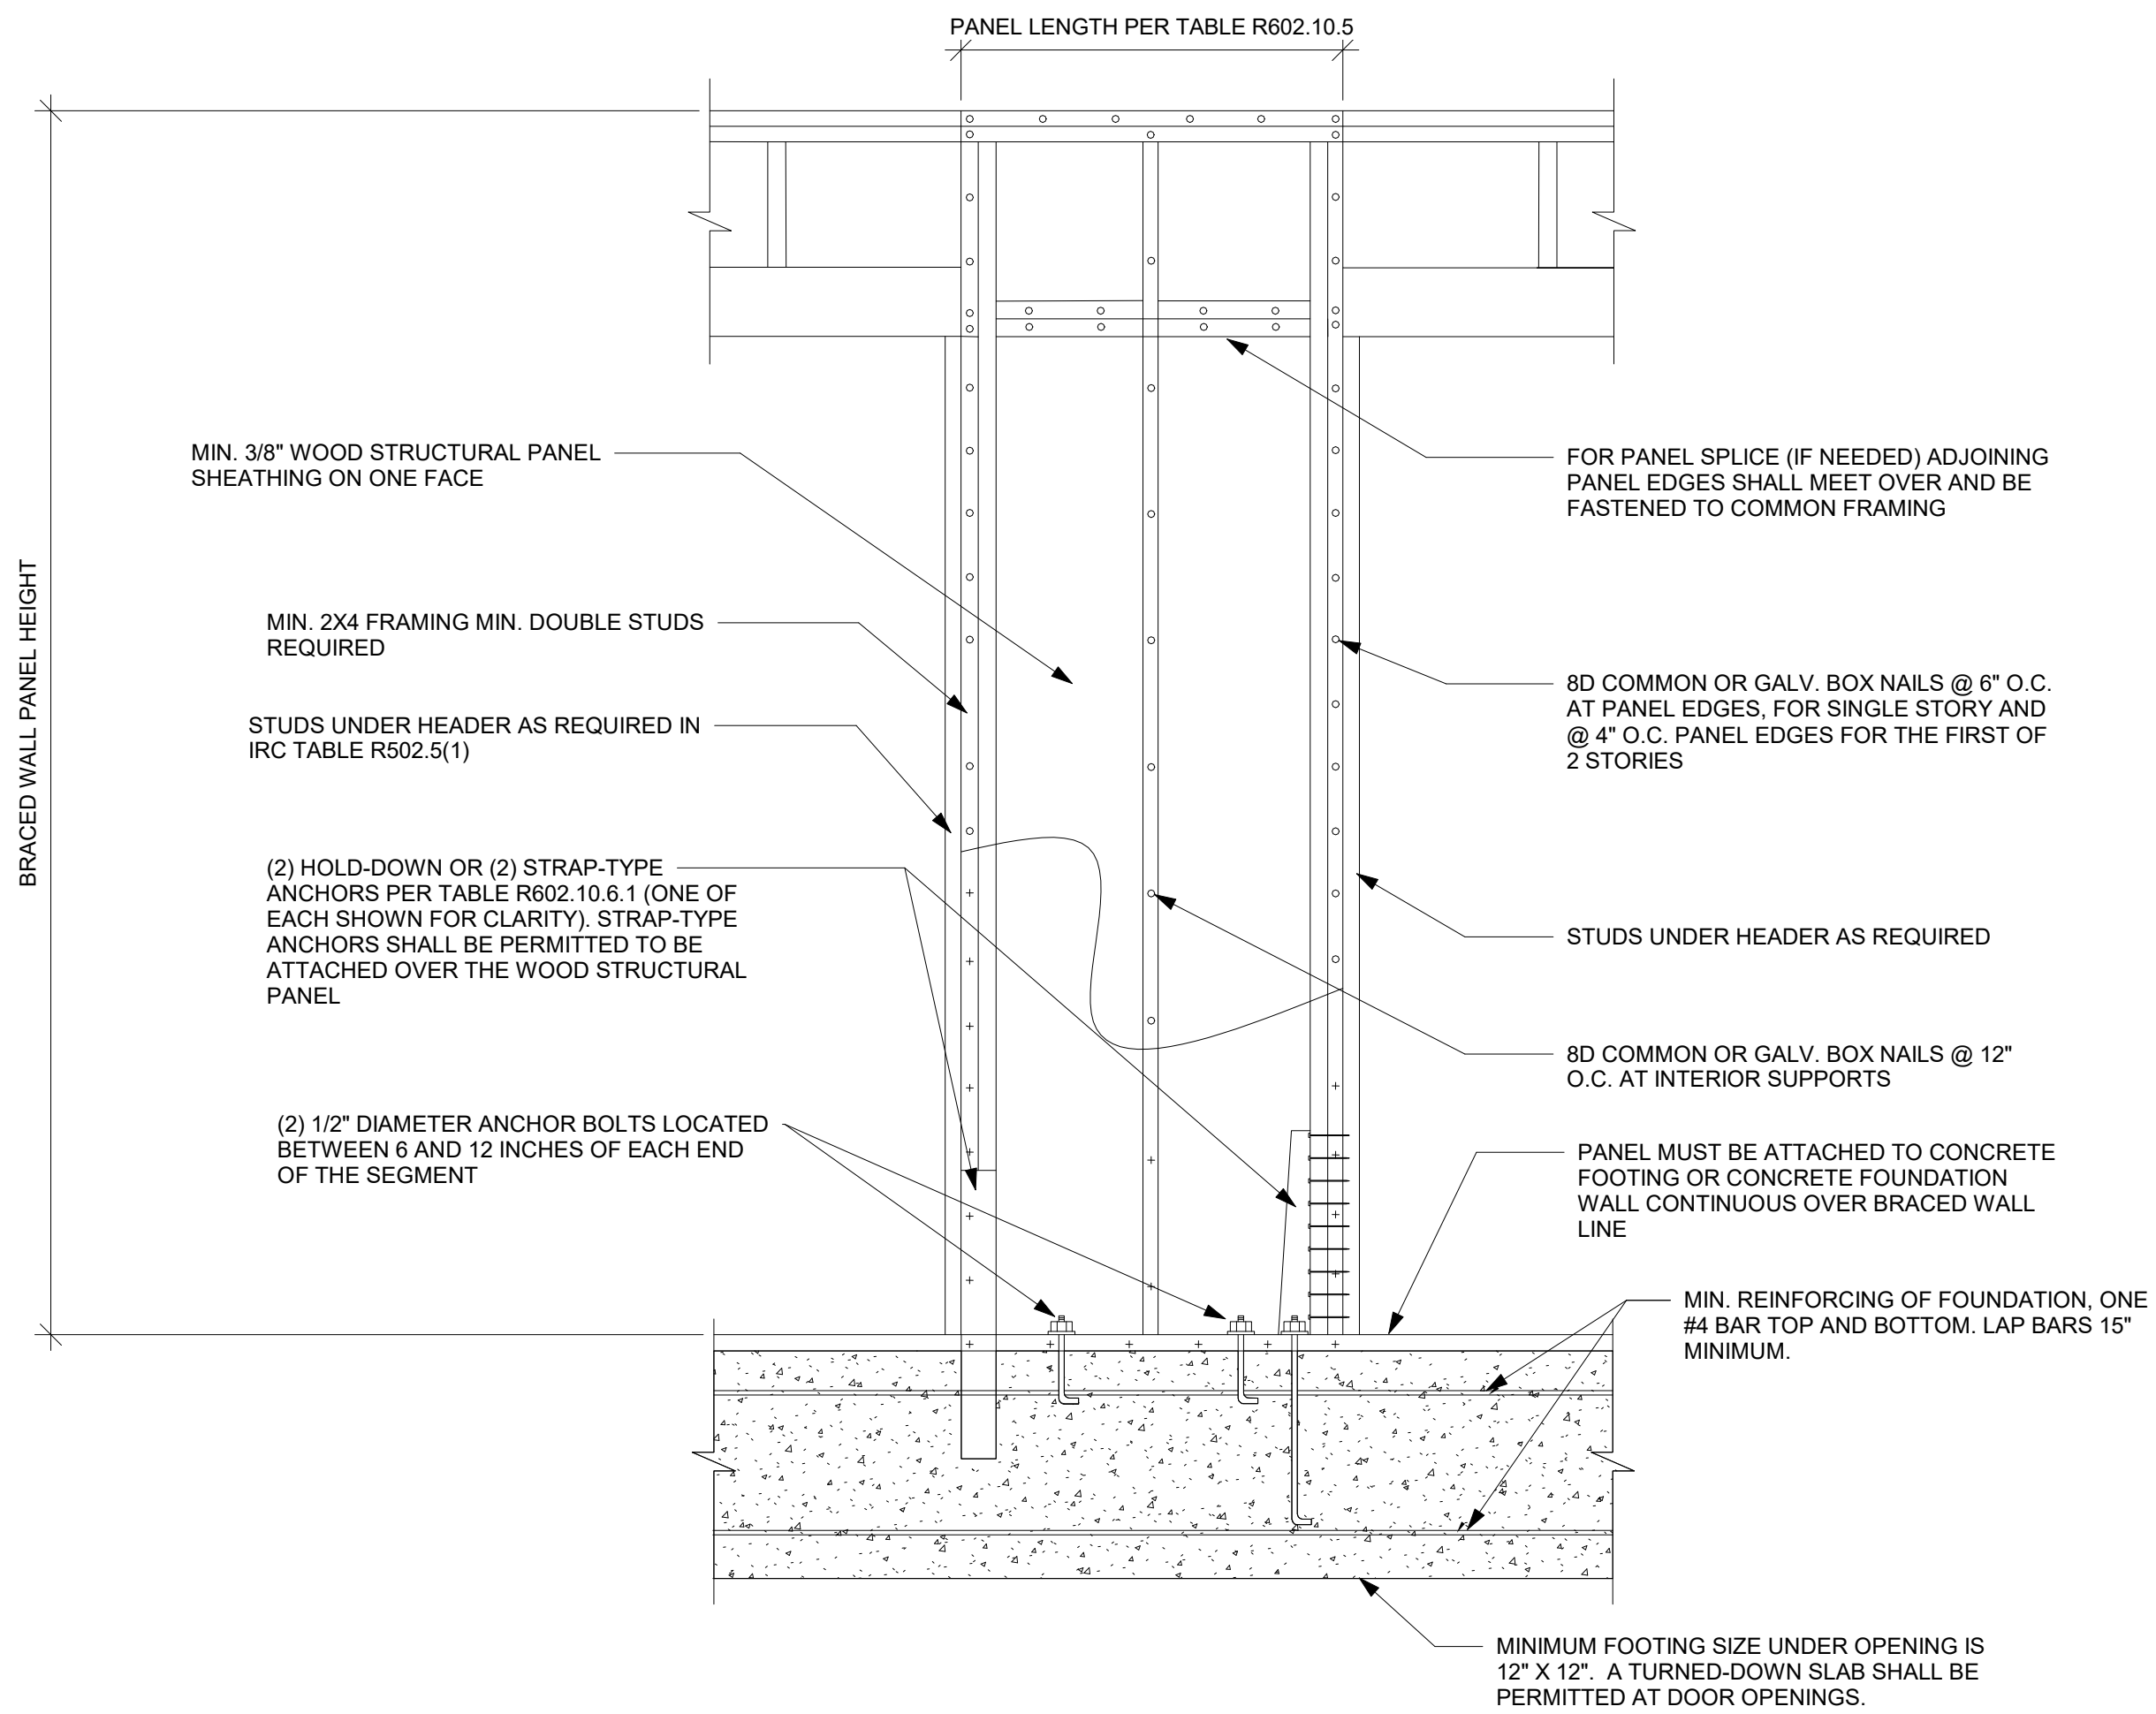 PANEL LENGTH PER TABLE R602.10.5
BRACED WALL PANEL HEIGHT
MIN. 3/8" WOOD STRUCTURAL PANEL
SHEATHING ON ONE FACE
MIN. 2X4 FRAMING MIN. DOUBLE STUDS
REQUIRED
STUDS UNDER HEADER AS REQUIRED IN
IRC TABLE R502.5(1)
(2) HOLD-DOWN OR (2) STRAP-TYPE
ANCHORS PER TABLE R602.10.6.1 (ONE OF
EACH SHOWN FOR CLARITY). STRAP-TYPE
ANCHORS SHALL BE PERMITTED TO BE
ATTACHED OVER THE WOOD STRUCTURAL
PANEL
(2) 1/2" DIAMETER ANCHOR BOLTS LOCATED
BETWEEN 6 AND 12 INCHES OF EACH END
OF THE SEGMENT
FOR PANEL SPLICE (IF NEEDED) ADJOINING
PANEL EDGES SHALL MEET OVER AND BE
FASTENED TO COMMON FRAMING
8D COMMON OR GALV. BOX NAILS @ 6" O.C.
AT PANEL EDGES, FOR SINGLE STORY AND
@ 4" O.C. PANEL EDGES FOR THE FIRST OF
2 STORIES
STUDS UNDER HEADER AS REQUIRED
8D COMMON OR GALV. BOX NAILS @ 12"
O.C. AT INTERIOR SUPPORTS
PANEL MUST BE ATTACHED TO CONCRETE
FOOTING OR CONCRETE FOUNDATION
WALL CONTINUOUS OVER BRACED WALL
LINE
MIN. REINFORCING OF FOUNDATION, ONE
#4 BAR TOP AND BOTTOM. LAP BARS 15"
MINIMUM.
MINIMUM FOOTING SIZE UNDER OPENING IS
12" X 12". A TURNED-DOWN SLAB SHALL BE
PERMITTED AT DOOR OPENINGS.